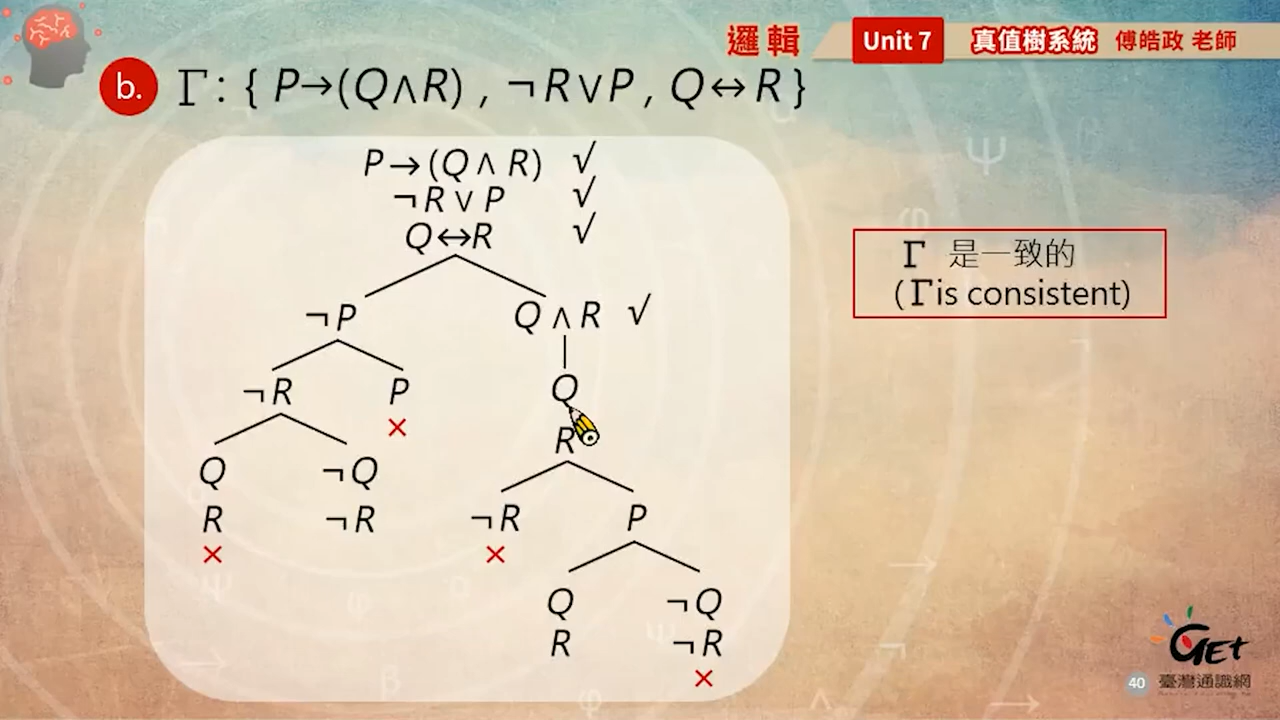 邏輯 Unit 7 真值樹系統 傅皓政 老師
b. Γ: { P→(Q∧R) , ¬R∨P , Q↔R }
P→(Q∧R) √
¬R∨P √
Q↔R √
¬P Q∧R √
¬R P Q
× R
Q ¬Q
R ¬R ¬R P
× ×
Q ¬Q
R ¬R
×
Γ 是一致的
(Γ is consistent)
GET
40 臺灣通識網